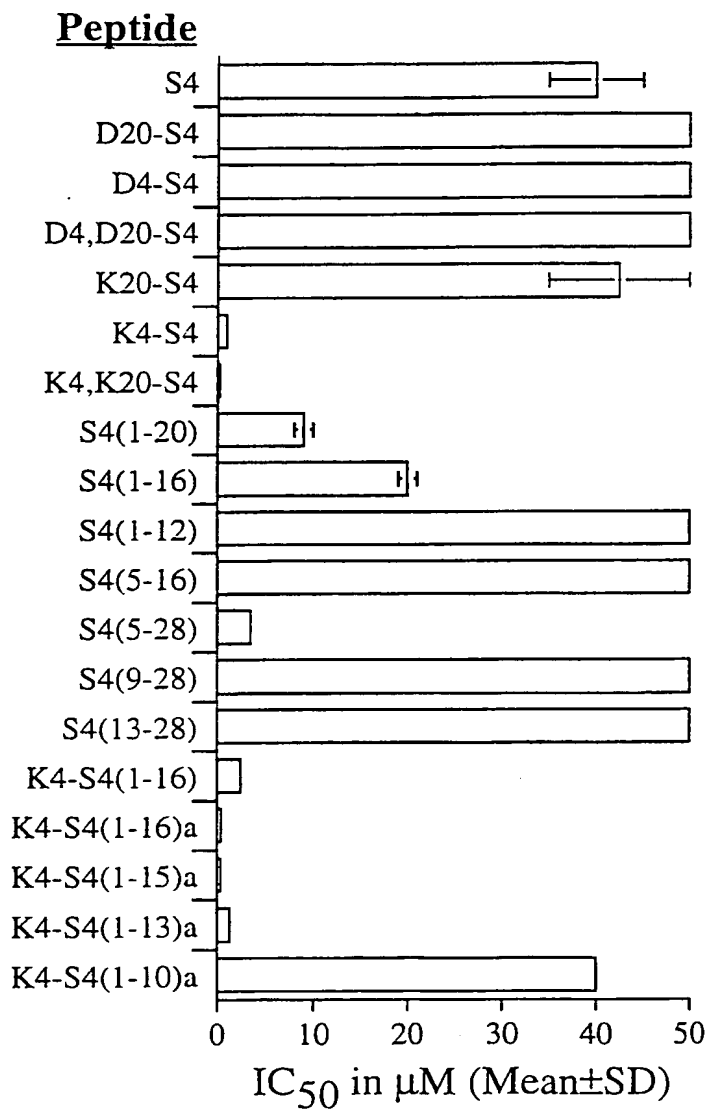 Peptide
S4
D20-S4
D4-S4
D4,D20-S4
K20-S4
K4-S4
K4,K20-S4
S4(1-20)
S4(1-16)
S4(1-12)
S4(5-16)
S4(5-28)
S4(9-28)
S4(13-28)
K4-S4(1-16)
K4-S4(1-16)a
K4-S4(1-15)a
K4-S4(1-13)a
K4-S4(1-10)a
0 10 20 30 40 50
IC50 in µM (Mean±SD)